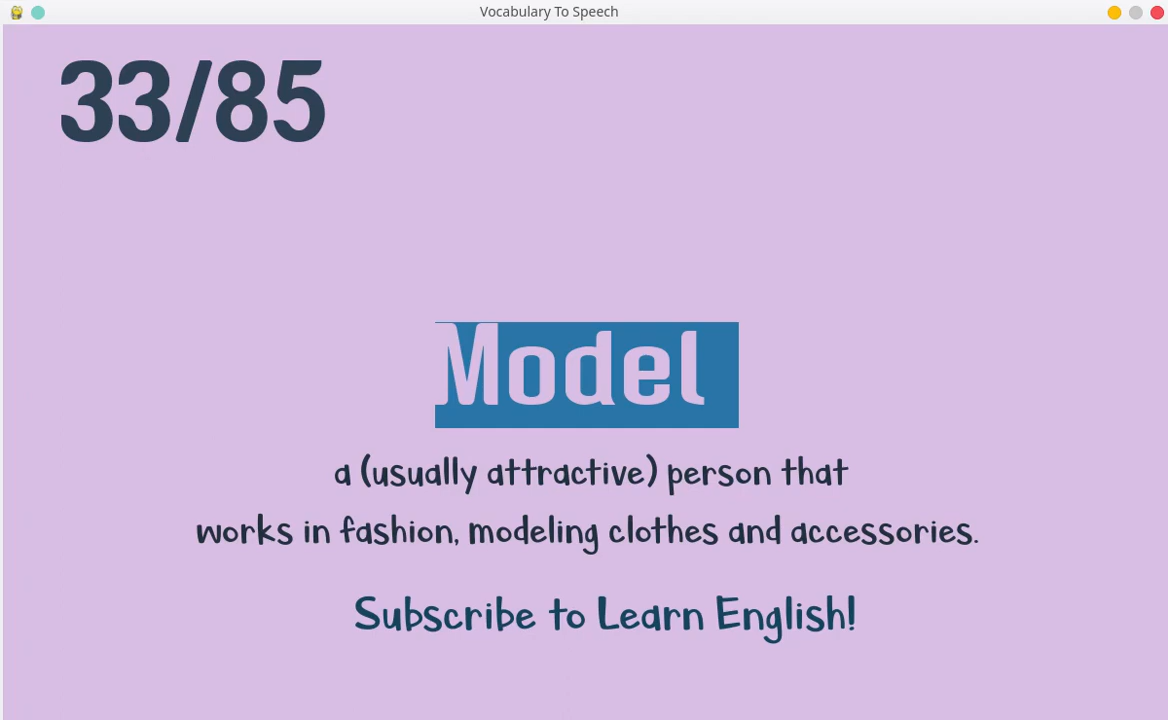 Vocabulary To Speech
33/85
Model
a (usually attractive) person that
works in fashion, modeling clothes and accessories.
Subscribe to Learn English!